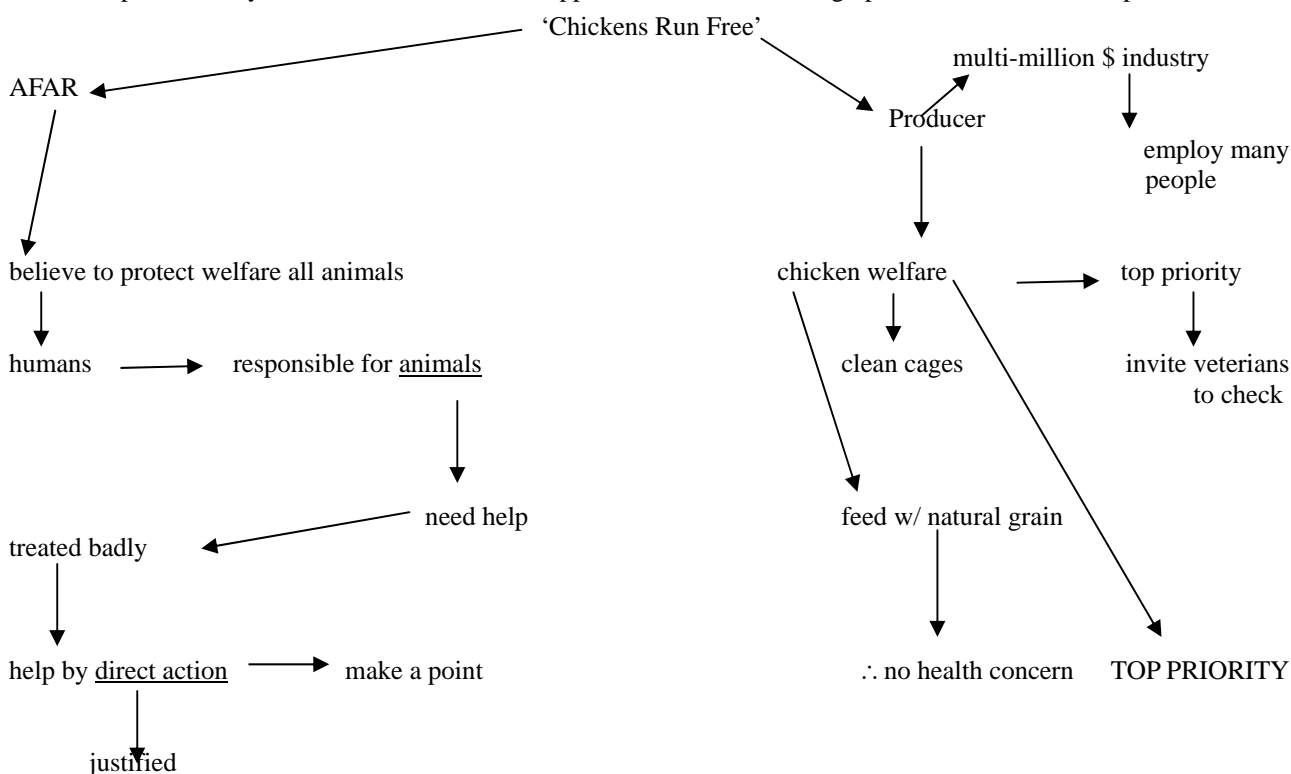 ‘Chickens Run Free’
multi-million $ industry
AFAR
Producer
employ many
people
believe to protect welfare all animals
chicken welfare
top priority
humans
responsible for animals
clean cages
invite veterians
to check
need help
feed w/ natural grain
treated badly
help by direct action
make a point
∴ no health concern
TOP PRIORITY
justified